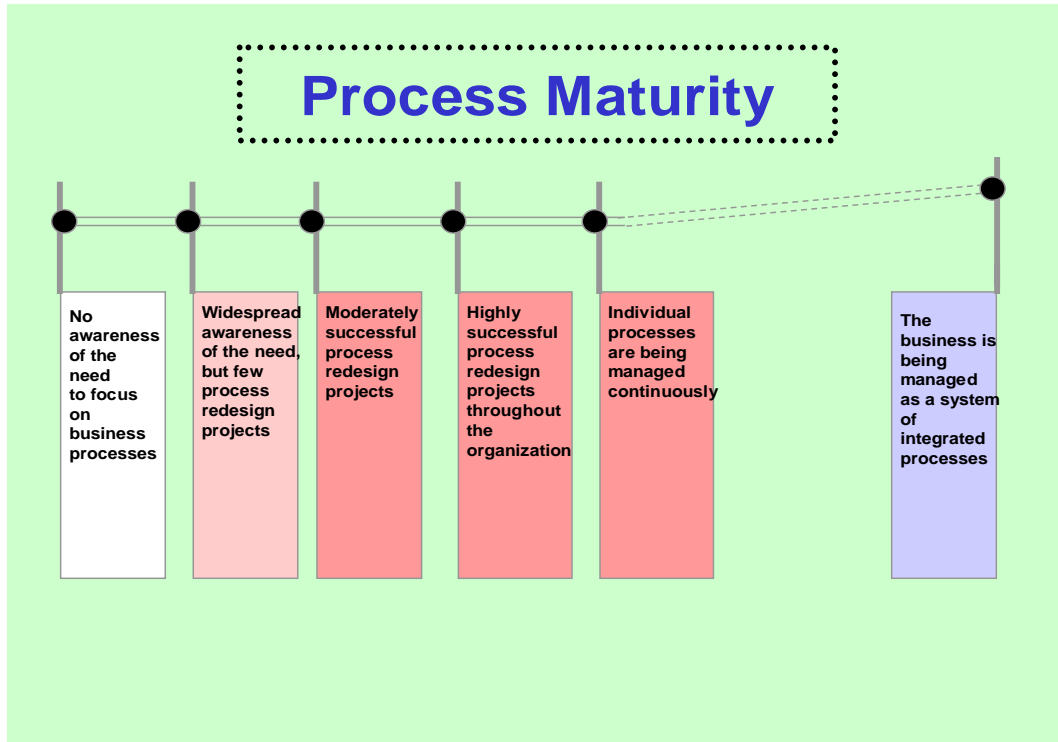 Process Maturity
No
awareness
of the
need
to focus
on
business
processes
Widespread
awareness
of the need,
but few
process
redesign
projects
Moderately
successful
process
redesign
projects
Highly
successful
process
redesign
projects
throughout
the
organization
Individual
processes
are being
managed
continuously
The
business is
being
managed
as a system
of
integrated
processes